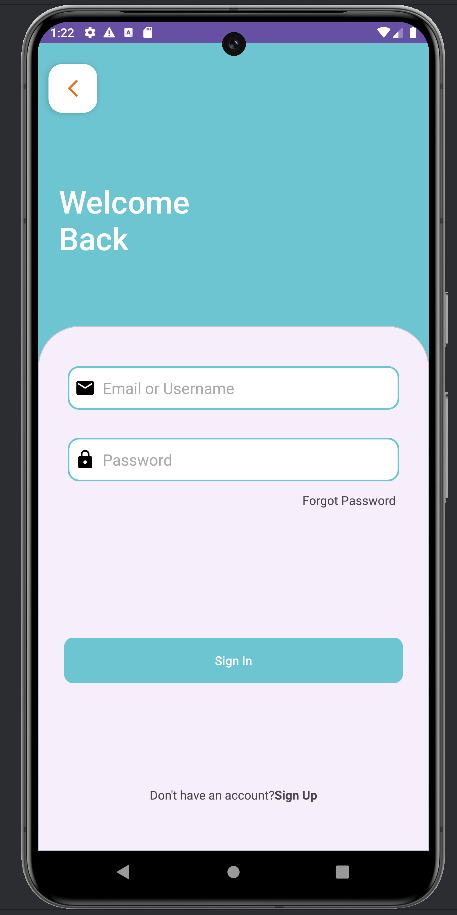 1:22
Welcome
Back
Email or Username
Password
Forgot Password
Sign In
Don't have an account?Sign Up